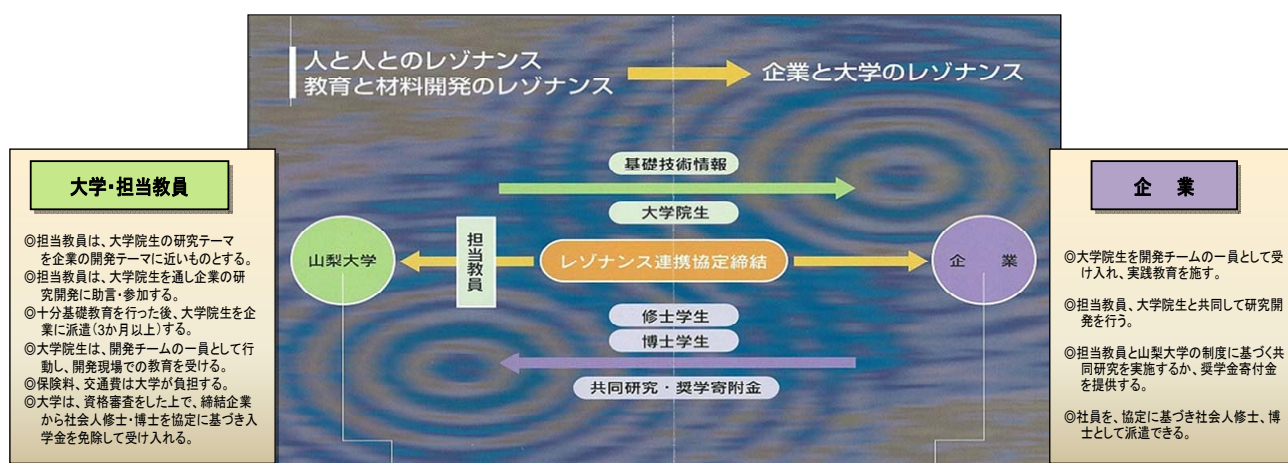 人と人とのレゾナンス
教育と材料開発のレゾナンス
企業と大学のレゾナンス
大学・担当教員
◎担当教員は、大学院生の研究テーマ
を企業の開発テーマに近いものとする。
◎担当教員は、大学院生を通し企業の研
究開発に助言・参加する。
◎十分基礎教育を行った後、大学院生を企
業に派遣(3か月以上)する。
◎大学院生は、開発チームの一員として行
動し、開発現場での教育を受ける。
◎保険料、交通費は大学が負担する。
◎大学は、資格審査をした上で、締結企業
から社会人修士・博士を協定に基づき入
学金を免除して受け入れる。
基礎技術情報
大学院生
山梨大学
担当教員
レゾナンス連携協定締結
企 業
修士学生
博士学生
共同研究・奨学寄附金
企 業
◎大学院生を開発チームの一員として受
け入れ、実践教育を施す。
◎担当教員、大学院生と共同して研究開
発を行う。
◎担当教員と山梨大学の制度に基づく共
同研究を実施するか、奨学金寄付金
を提供する。
◎社員を、協定に基づき社会人修士、博
士として派遣できる。